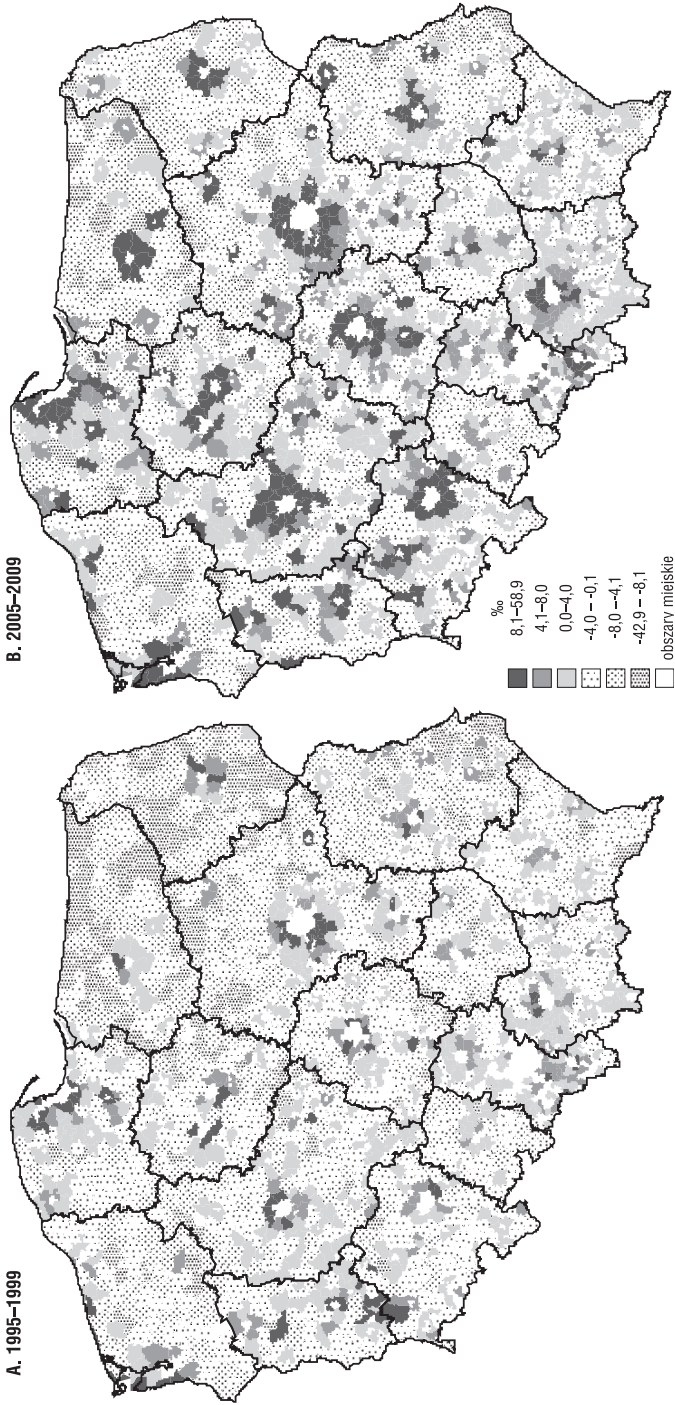 A. 1995–1999
B. 2005–2009
‰
8,1–58,9
4,1–8,0
0,0–4,0
-4,0 – -0,1
-8,0 – -4,1
-42,9 – -8,1
obszary miejskie